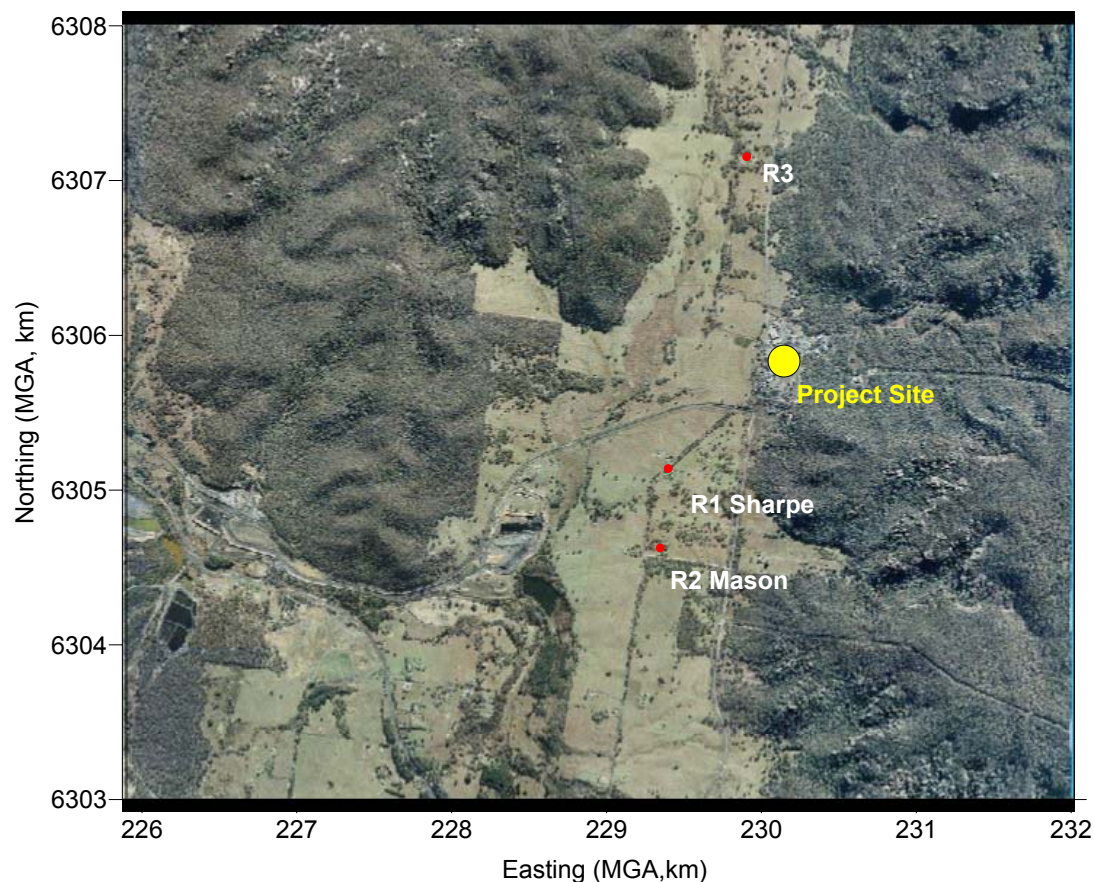 6308
6307
6306
6305
6304
6303
Northing (MGA, km)
R3
Project Site
R1 Sharpe
R2 Mason
226
227
228
229
230
231
232
Easting (MGA,km)